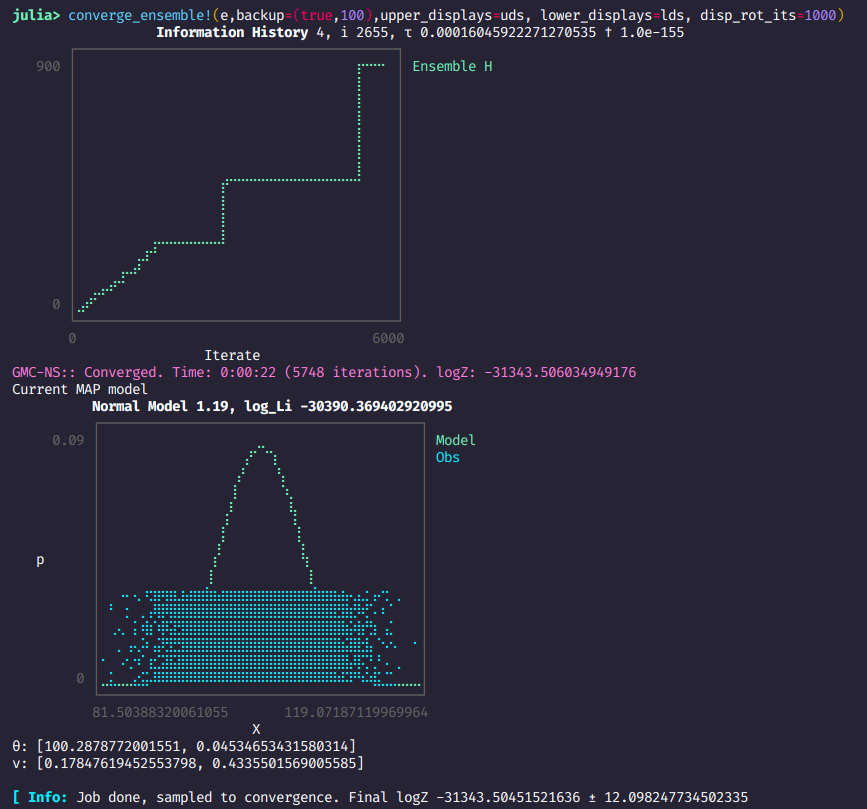 julia> converge_ensemble!(e,backup=(true,100),upper_displays=uds, lower_displays=lds, disp_rot_its=1000)
Information History 4, i 2655, τ 0.00016045922271270535 † 1.0e-155
900
Ensemble H
0
0 6000
Iterate
GMC-NS:: Converged. Time: 0:00:22 (5748 iterations). logZ: -31343.506034949176
Current MAP model
Normal Model 1.19, log_Li -30390.369402920995
0.09
Model
Obs
p
0
81.50388320061055 119.07187119969964
X
θ: [100.2878772001551, 0.04534653431580314]
v: [0.17847619452553798, 0.4335501569005585]
[ Info: Job done, sampled to convergence. Final logZ -31343.50451521636 ± 12.098247734502335